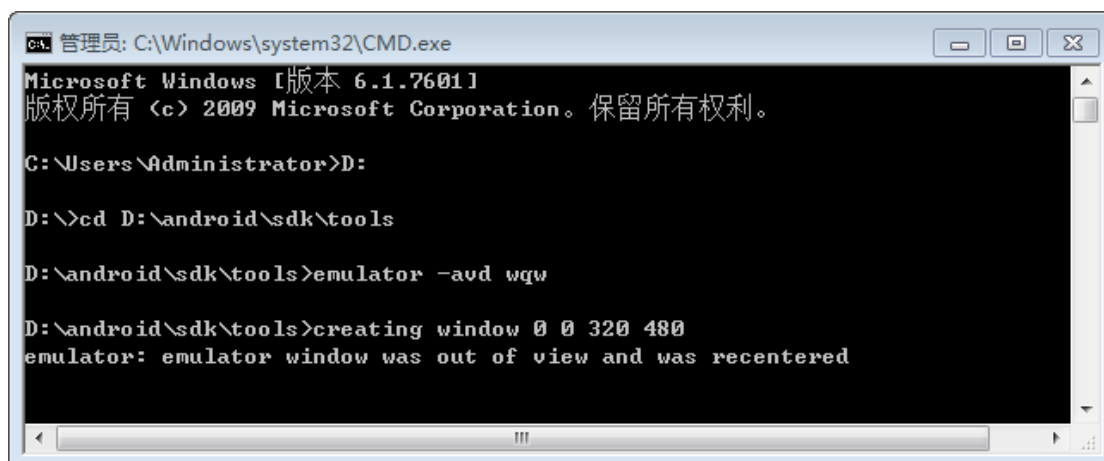 管理员: C:\Windows\system32\CMD.exe
Microsoft Windows [版本 6.1.7601]
版权所有 (c) 2009 Microsoft Corporation。保留所有权利。
C:\Users\Administrator>D:
D:\>cd D:\android\sdk\tools
D:\android\sdk\tools>emulator -avd wqw
D:\android\sdk\tools>creating window 0 0 320 480
emulator: emulator window was out of view and was recentered